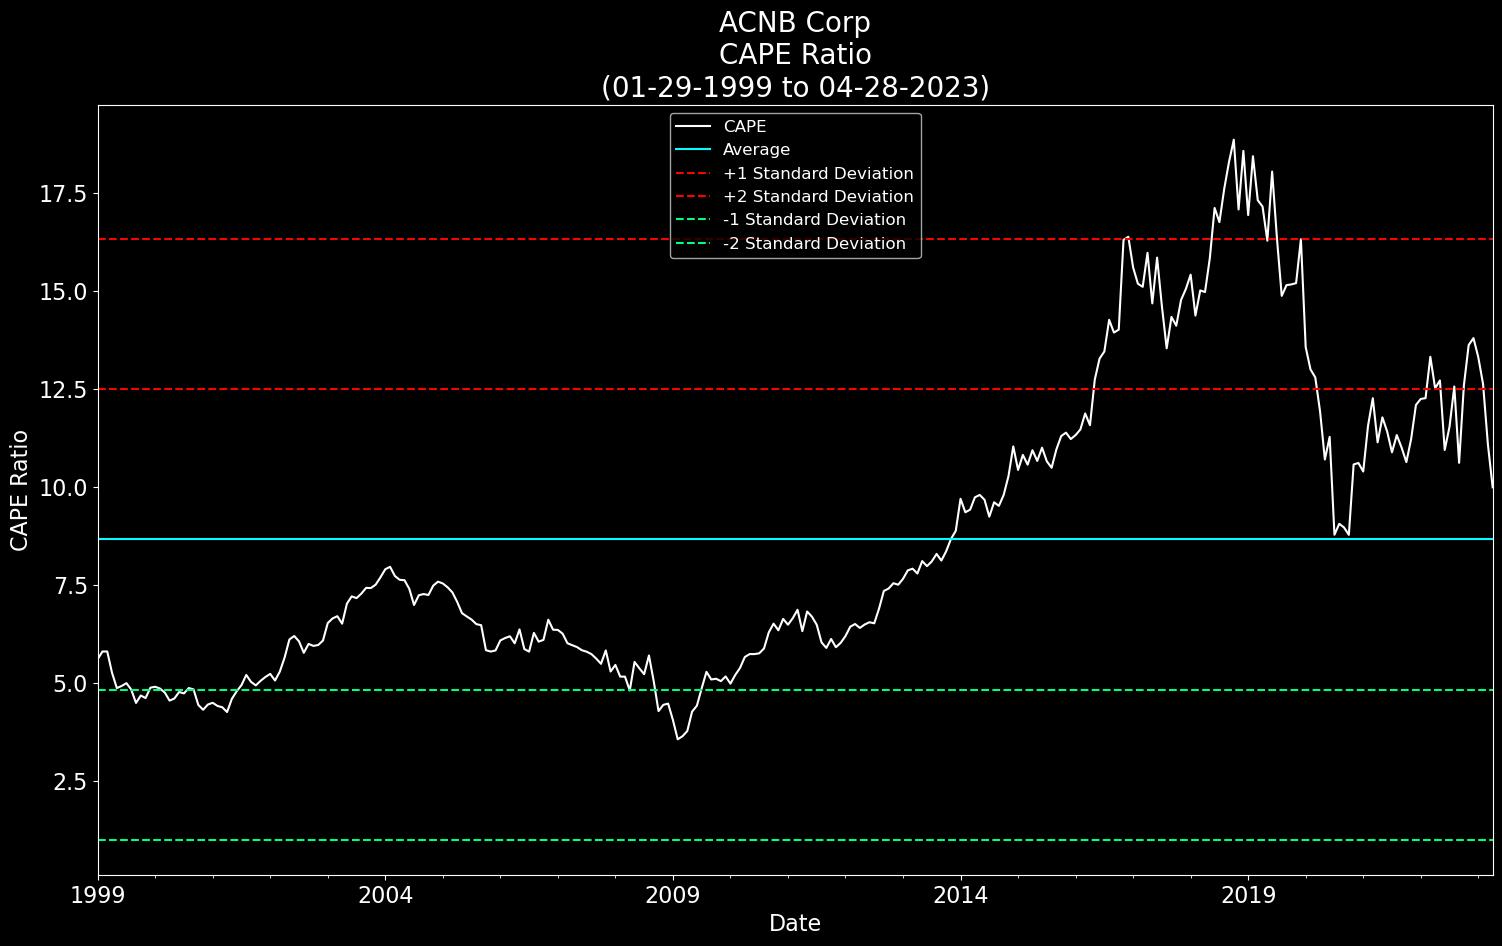 ACNB Corp
CAPE Ratio
(01-29-1999 to 04-28-2023)
CAPE
Average
+1 Standard Deviation
+2 Standard Deviation
-1 Standard Deviation
-2 Standard Deviation
CAPE Ratio
17.5
15.0
12.5
10.0
7.5
5.0
2.5
1999 2004 2009 2014 2019
Date